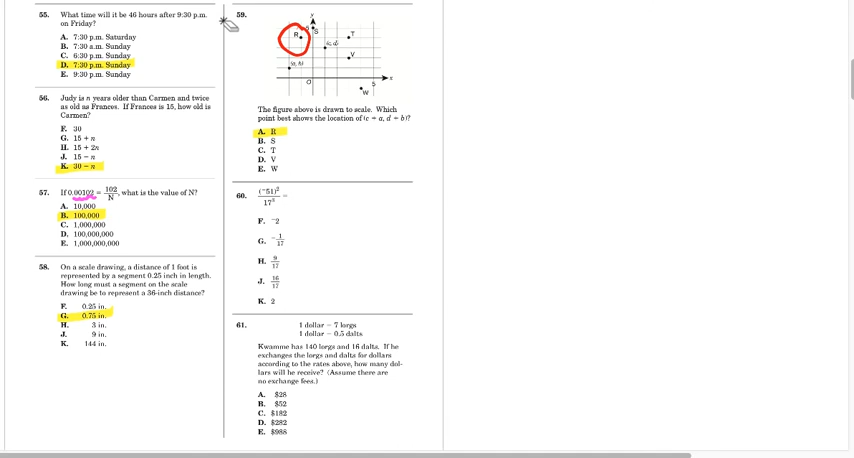 55. What time will it be 46 hours after 9:30 p.m.
on Friday?
A. 7:30 p.m. Saturday
B. 7:30 a.m. Sunday
C. 6:30 p.m. Sunday
D. 7:30 p.m. Sunday
E. 9:30 p.m. Sunday
56. Judy is n years older than Carmen and twice
as old as Frances. If Frances is 15, how old is
Carmen?
F. 30
G. 15 + n
H. 15 + 2n
J. 15 − n
K. 30 − n
57. If 0.00102 = 102/N, what is the value of N?
A. 10,000
B. 100,000
C. 1,000,000
D. 100,000,000
E. 1,000,000,000
58. On a scale drawing, a distance of 1 foot is
represented by a segment 0.25 inch in length.
How long must a segment on the scale
drawing be to represent a 36-inch distance?
F. 0.25 in.
G. 0.75 in.
H. 3 in.
J. 9 in.
K. 144 in.
59.
y
R
S
T
(c, d)
V
(a, b)
x
O
5
W
The figure above is drawn to scale. Which
point best shows the location of (c + a, d + b)?
A. R
B. S
C. T
D. V
E. W
60. (⁻51)²/17³ =
F. ⁻2
G. ⁻1/17
H. 9/17
J. 16/17
K. 2
61. 1 dollar = 7 lorgs
1 dollar = 0.5 dalts
Kwamme has 140 lorgs and 16 dalts. If he
exchanges the lorgs and dalts for dollars
according to the rates above, how many dol-
lars will he receive? (Assume there are
no exchange fees.)
A. $28
B. $52
C. $182
D. $282
E. $988